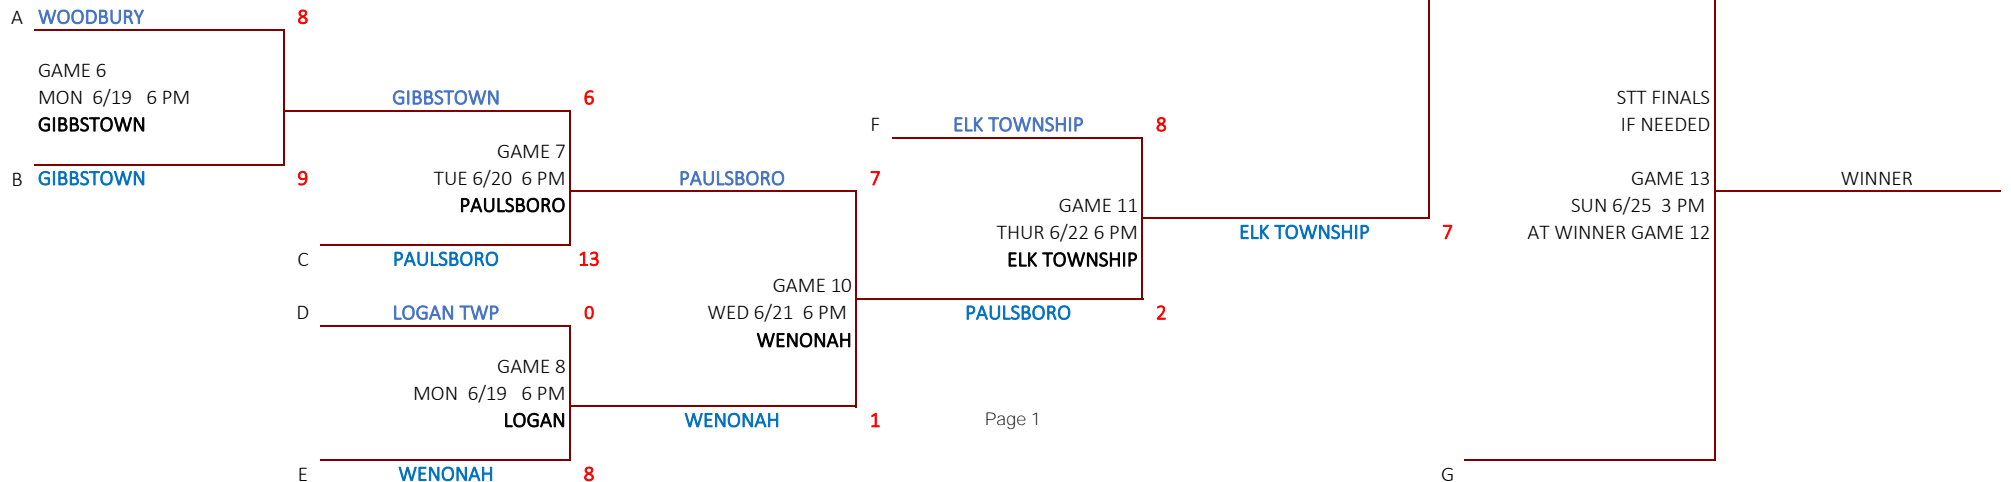 A WOODBURY 8
GAME 6
MON 6/19 6 PM
GIBBSTOWN
B GIBBSTOWN 9
GIBBSTOWN 6
GAME 7
TUE 6/20 6 PM
PAULSBORO
C PAULSBORO 13
D LOGAN TWP 0
GAME 8
MON 6/19 6 PM
LOGAN
E WENONAH 8
PAULSBORO 7
GAME 10
WED 6/21 6 PM
WENONAH
WENONAH 1
F ELK TOWNSHIP 8
GAME 11
THUR 6/22 6 PM
ELK TOWNSHIP
PAULSBORO 2
Page 1
ELK TOWNSHIP 7
STT FINALS
IF NEEDED
GAME 13
SUN 6/25 3 PM
AT WINNER GAME 12
G
WINNER